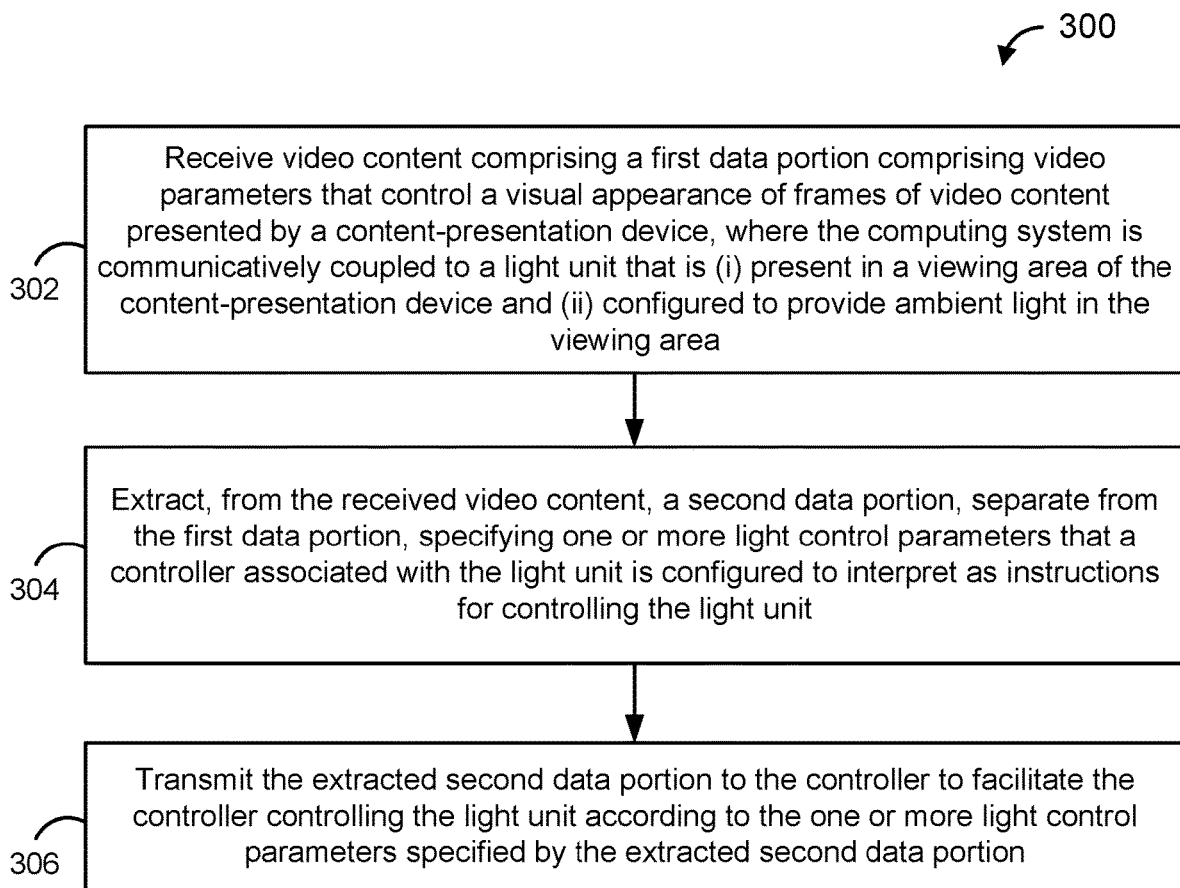 300
Receive video content comprising a first data portion comprising video
parameters that control a visual appearance of frames of video content
presented by a content-presentation device, where the computing system is
communicatively coupled to a light unit that is (i) present in a viewing area of the
content-presentation device and (ii) configured to provide ambient light in the
viewing area
302
Extract, from the received video content, a second data portion, separate from
the first data portion, specifying one or more light control parameters that a
controller associated with the light unit is configured to interpret as instructions
for controlling the light unit
304
Transmit the extracted second data portion to the controller to facilitate the
controller controlling the light unit according to the one or more light control
parameters specified by the extracted second data portion
306